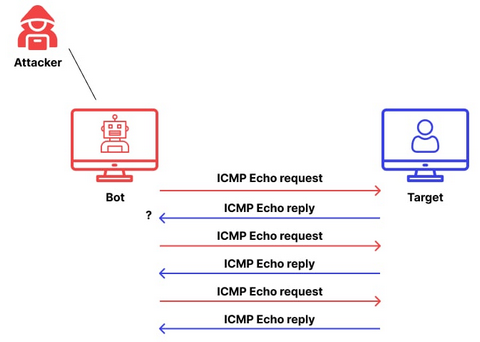 Attacker
Bot
Target
ICMP Echo request
?
ICMP Echo reply
ICMP Echo request
ICMP Echo reply
ICMP Echo request
ICMP Echo reply